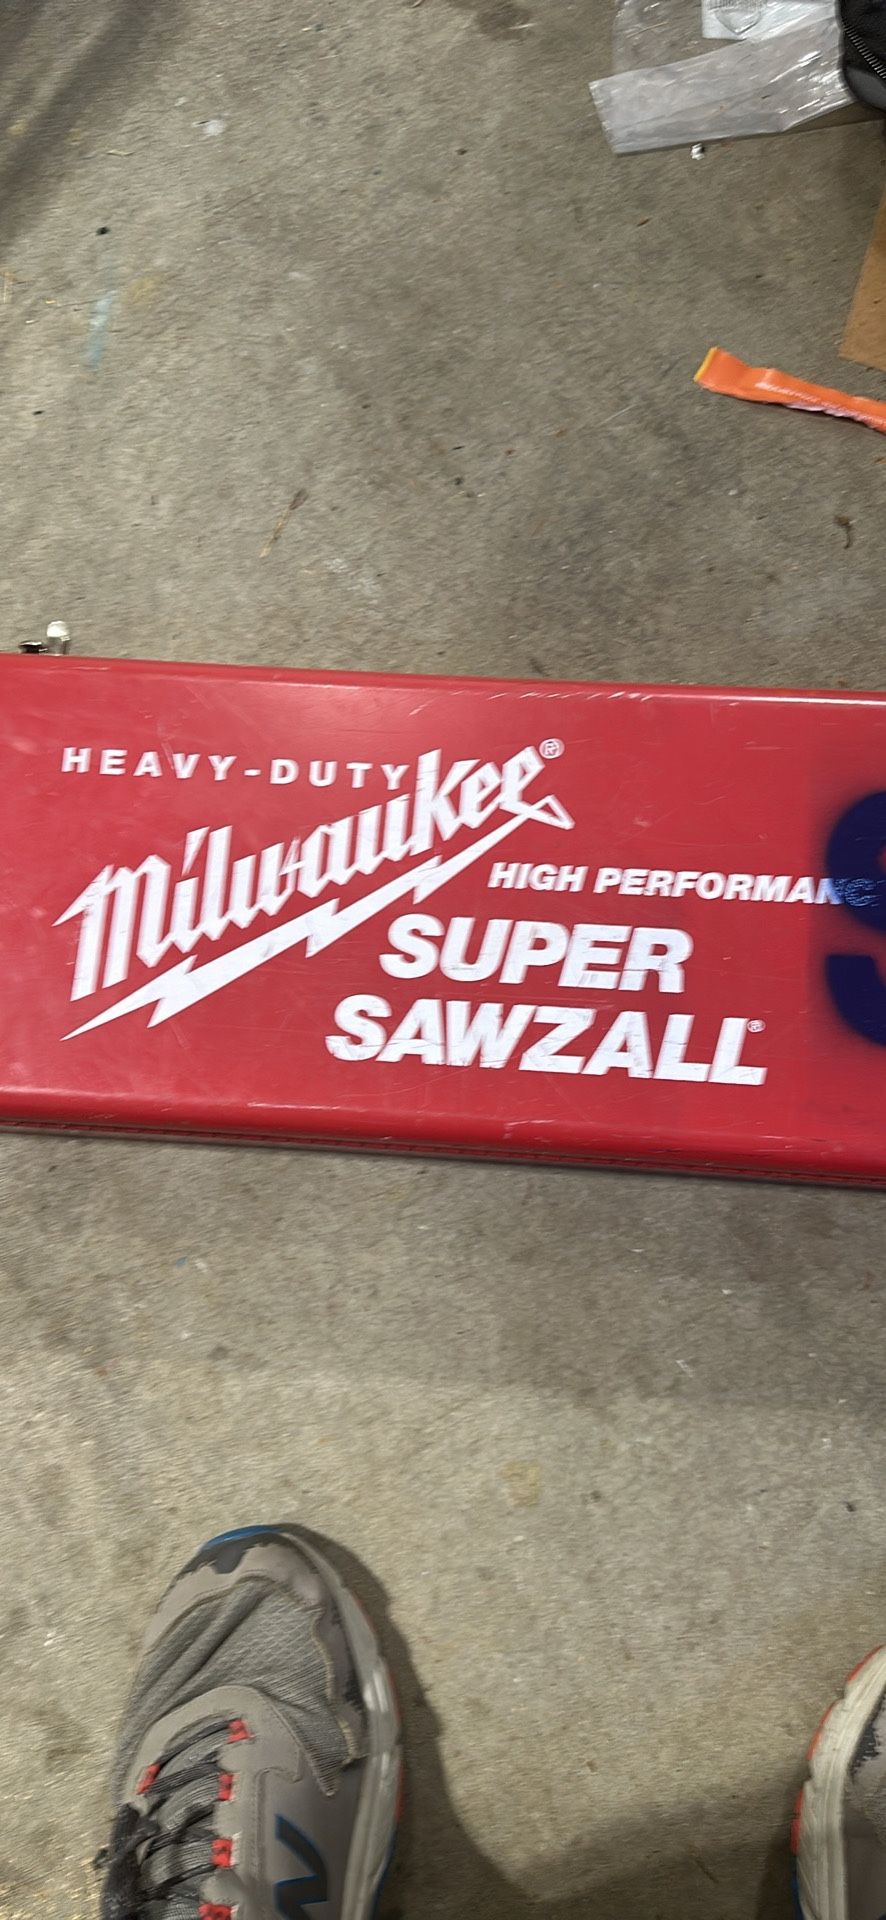 HEAVY-DUTY
Milwaukee®
HIGH PERFORMAN
SUPER
SAWZALL®
S
N